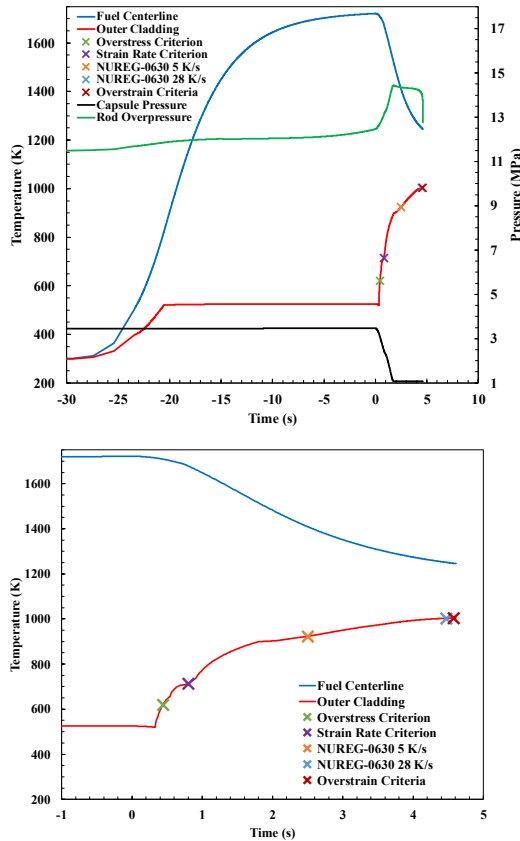 Fuel Centerline
Outer Cladding
Overstress Criterion
Strain Rate Criterion
NUREG-0630 5 K/s
NUREG-0630 28 K/s
Overstrain Criteria
Capsule Pressure
Rod Overpressure
Temperature (K)
1600
1400
1200
1000
800
600
400
200
17
15
13
11
9
7
5
3
1
Pressure (MPa)
-30 -25 -20 -15 -10 -5 0 5 10
Time (s)
Temperature (K)
1600
1400
1200
1000
800
600
400
200
Fuel Centerline
Outer Cladding
Overstress Criterion
Strain Rate Criterion
NUREG-0630 5 K/s
NUREG-0630 28 K/s
Overstrain Criteria
-1 0 1 2 3 4 5
Time (s)